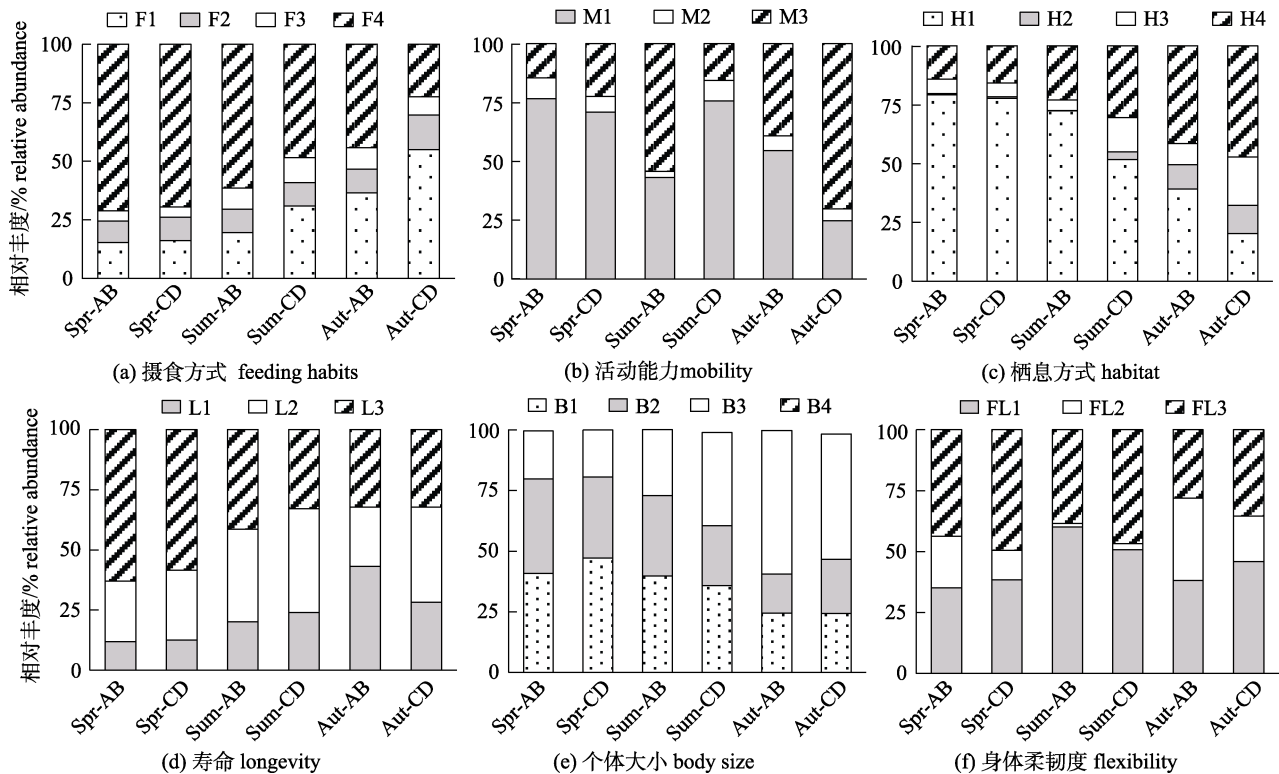 F1 F2 F3 F4
M1 M2 M3
H1 H2 H3 H4
相对丰度/% relative abundance
100
75
50
25
0
100
75
50
25
0
100
75
50
25
0
Spr-AB Spr-CD Sum-AB Sum-CD Aut-AB Aut-CD
Spr-AB Spr-CD Sum-AB Sum-CD Aut-AB Aut-CD
Spr-AB Spr-CD Sum-AB Sum-CD Aut-AB Aut-CD
(a) 摄食方式 feeding habits
(b) 活动能力mobility
(c) 栖息方式 habitat
L1 L2 L3
B1 B2 B3 B4
FL1 FL2 FL3
相对丰度/% relative abundance
100
75
50
25
0
100
75
50
25
0
100
75
50
25
0
Spr-AB Spr-CD Sum-AB Sum-CD Aut-AB Aut-CD
Spr-AB Spr-CD Sum-AB Sum-CD Aut-AB Aut-CD
Spr-AB Spr-CD Sum-AB Sum-CD Aut-AB Aut-CD
(d) 寿命 longevity
(e) 个体大小 body size
(f) 身体柔韧度 flexibility